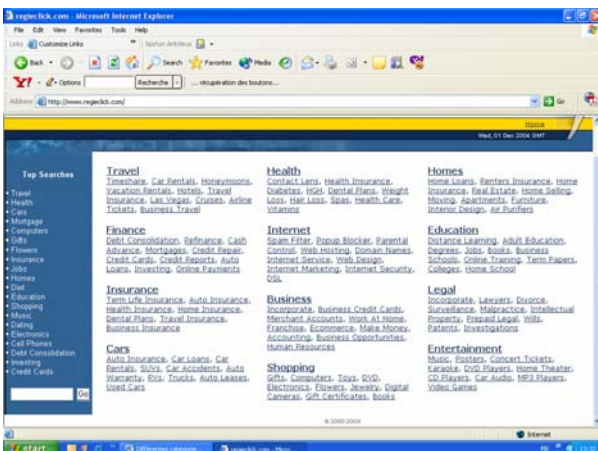 regieclick.com - Microsoft Internet Explorer
File Edit View Favorites Tools Help
Links Customize Links Norton AntiVirus
Back Search Favorites Media
Y! Options Recherche ... récupération des boutons...
Address http://www.regieclick.com/ Go
Home
Wed, 01 Dec 2004 GMT
Top Searches
Travel
Health
Cars
Mortgage
Computers
Gifts
Flowers
Insurance
Jobs
Homes
Diet
Education
Shopping
Music
Dating
Electronics
Cell Phones
Debt Consolidation
Investing
Credit Cards
Go
Travel
Timeshare, Car Rentals, Honeymoons,
Vacation Rentals, Hotels, Travel
Insurance, Las Vegas, Cruises, Airline
Tickets, Business Travel
Finance
Debt Consolidation, Refinance, Cash
Advance, Mortgages, Credit Repair,
Credit Cards, Credit Reports, Auto
Loans, Investing, Online Payments
Insurance
Term Life Insurance, Auto Insurance,
Health Insurance, Home Insurance,
Dental Plans, Travel Insurance,
Business Insurance
Cars
Auto Insurance, Car Loans, Car
Rentals, SUVs, Car Accidents, Auto
Warranty, RVs, Trucks, Auto Leases,
Used Cars
Health
Contact Lens, Health Insurance,
Diabetes, HGH, Dental Plans, Weight
Loss, Hair Loss, Spas, Health Care,
Vitamins
Internet
Spam Filter, Popup Blocker, Parental
Control, Web Hosting, Domain Names,
Internet Service, Web Design,
Internet Marketing, Internet Security,
DSL
Business
Incorporate, Business Credit Cards,
Merchant Accounts, Work At Home,
Franchise, Ecommerce, Make Money,
Accounting, Business Opportunities,
Human Resources
Shopping
Gifts, Computers, Toys, DVD,
Electronics, Flowers, Jewelry, Digital
Cameras, Gift Certificates, Books
Homes
Home Loans, Renters Insurance, Home
Insurance, Real Estate, Home Selling,
Moving, Apartments, Furniture,
Interior Design, Air Purifiers
Education
Distance Learning, Adult Education,
Degrees, Jobs, Books, Business
Schools, Online Training, Term Papers,
Colleges, Home School
Legal
Incorporate, Lawyers, Divorce,
Surveillance, Malpractice, Intellectual
Property, Prepaid Legal, Wills,
Patents, Investigations
Entertainment
Music, Posters, Concert Tickets,
Karaoke, DVD Players, Home Theater,
CD Players, Car Audio, MP3 Players,
Video Games
© 2000-2004
Internet
start regieclick.com - Micro... FR